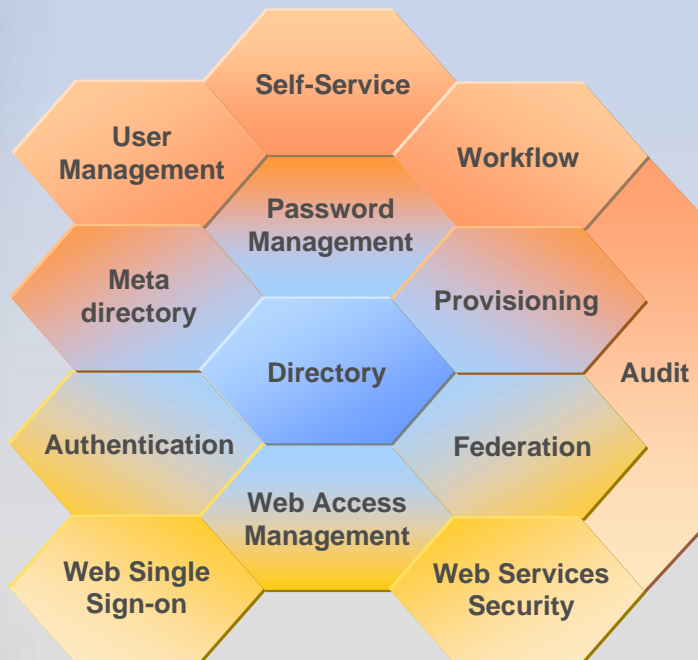 Self-Service
User
Management
Workflow
Password
Management
Meta
directory
Provisioning
Directory
Audit
Authentication
Federation
Web Access
Management
Web Single
Sign-on
Web Services
Security